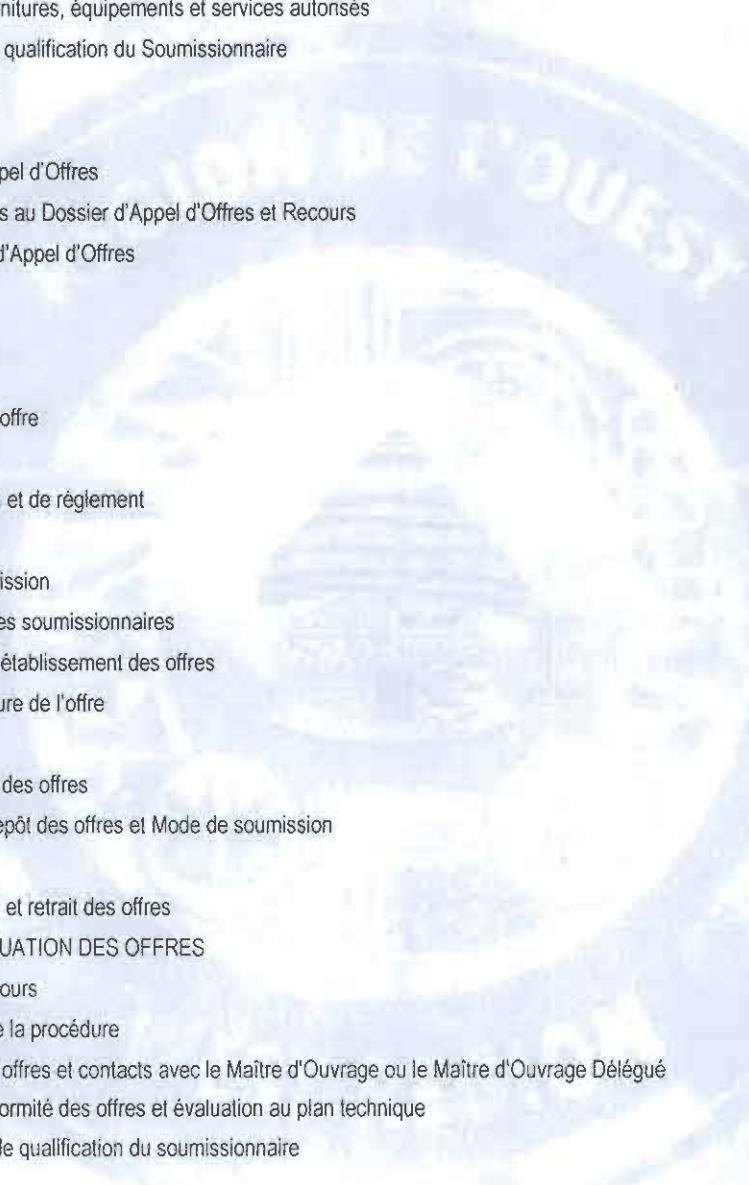 nitures, équipements et services autorisés
qualification du Soumissionnaire
DE L'OUEST
pel d'Offres
s au Dossier d'Appel d'Offres et Recours
d'Appel d'Offres
offre
et de règlement
ission
es soumissionnaires
établissement des offres
ure de l'offre
des offres
épôt des offres et Mode de soumission
et retrait des offres
UATION DES OFFRES
ours
e la procédure
offres et contacts avec le Maître d'Ouvrage ou le Maître d'Ouvrage Délégué
ormité des offres et évaluation au plan technique
de qualification du soumissionnaire